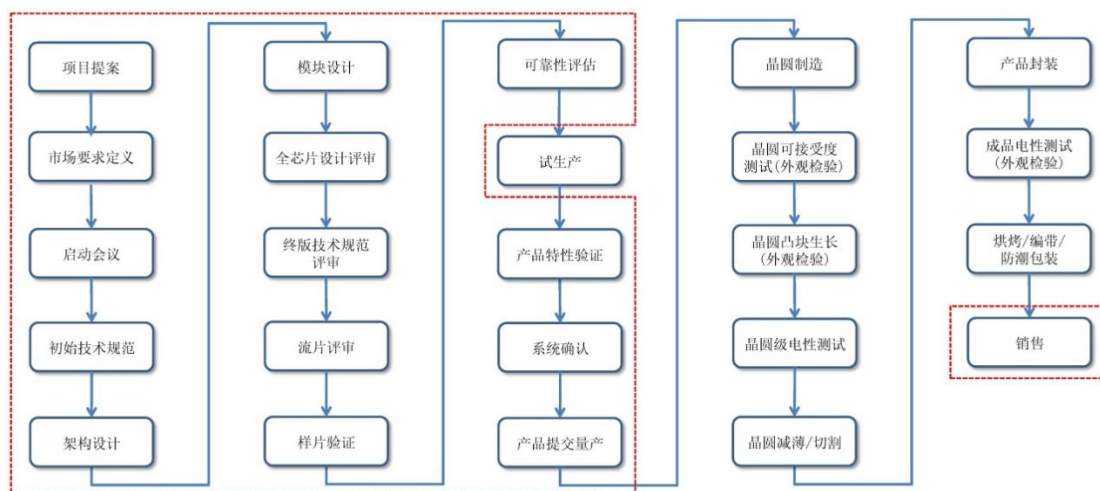 项目提案
市场要求定义
启动会议
初始技术规范
架构设计
模块设计
全芯片设计评审
终版技术规范
评审
流片评审
样片验证
可靠性评估
试生产
产品特性验证
系统确认
产品提交量产
晶圆制造
晶圆可接受度
测试(外观检验)
晶圆凸块生长
(外观检验)
晶圆级电性测试
晶圆减薄/切割
产品封装
成品电性测试
(外观检验)
烘烤/编带/
防潮包装
销售